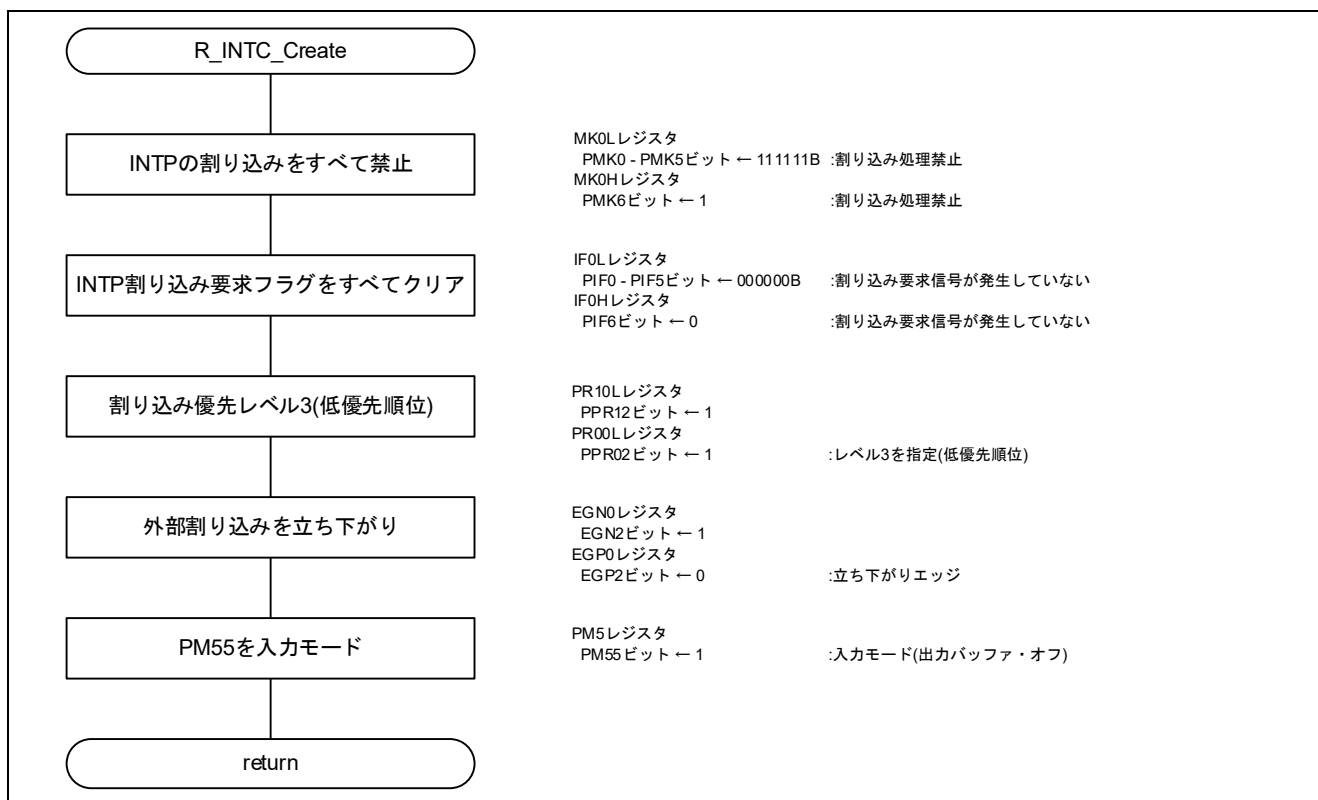 R_INTC_Create
INTPの割り込みをすべて禁止
MK0Lレジスタ
PMK0 - PMK5ビット ← 111111B :割り込み処理禁止
MK0Hレジスタ
PMK6ビット ← 1 :割り込み処理禁止
INTP割り込み要求フラグをすべてクリア
IF0Lレジスタ
PIF0 - PIF5ビット ← 000000B :割り込み要求信号が発生していない
IF0Hレジスタ
PIF6ビット ← 0 :割り込み要求信号が発生していない
割り込み優先レベル3(低優先順位)
PR10Lレジスタ
PPR12ビット ← 1
PR00Lレジスタ
PPR02ビット ← 1 :レベル3を指定(低優先順位)
外部割り込みを立ち下がり
EGN0レジスタ
EGN2ビット ← 1
EGP0レジスタ
EGP2ビット ← 0 :立ち下がりエッジ
PM55を入力モード
PM5レジスタ
PM55ビット ← 1 :入力モード(出力バッファ・オフ)
return